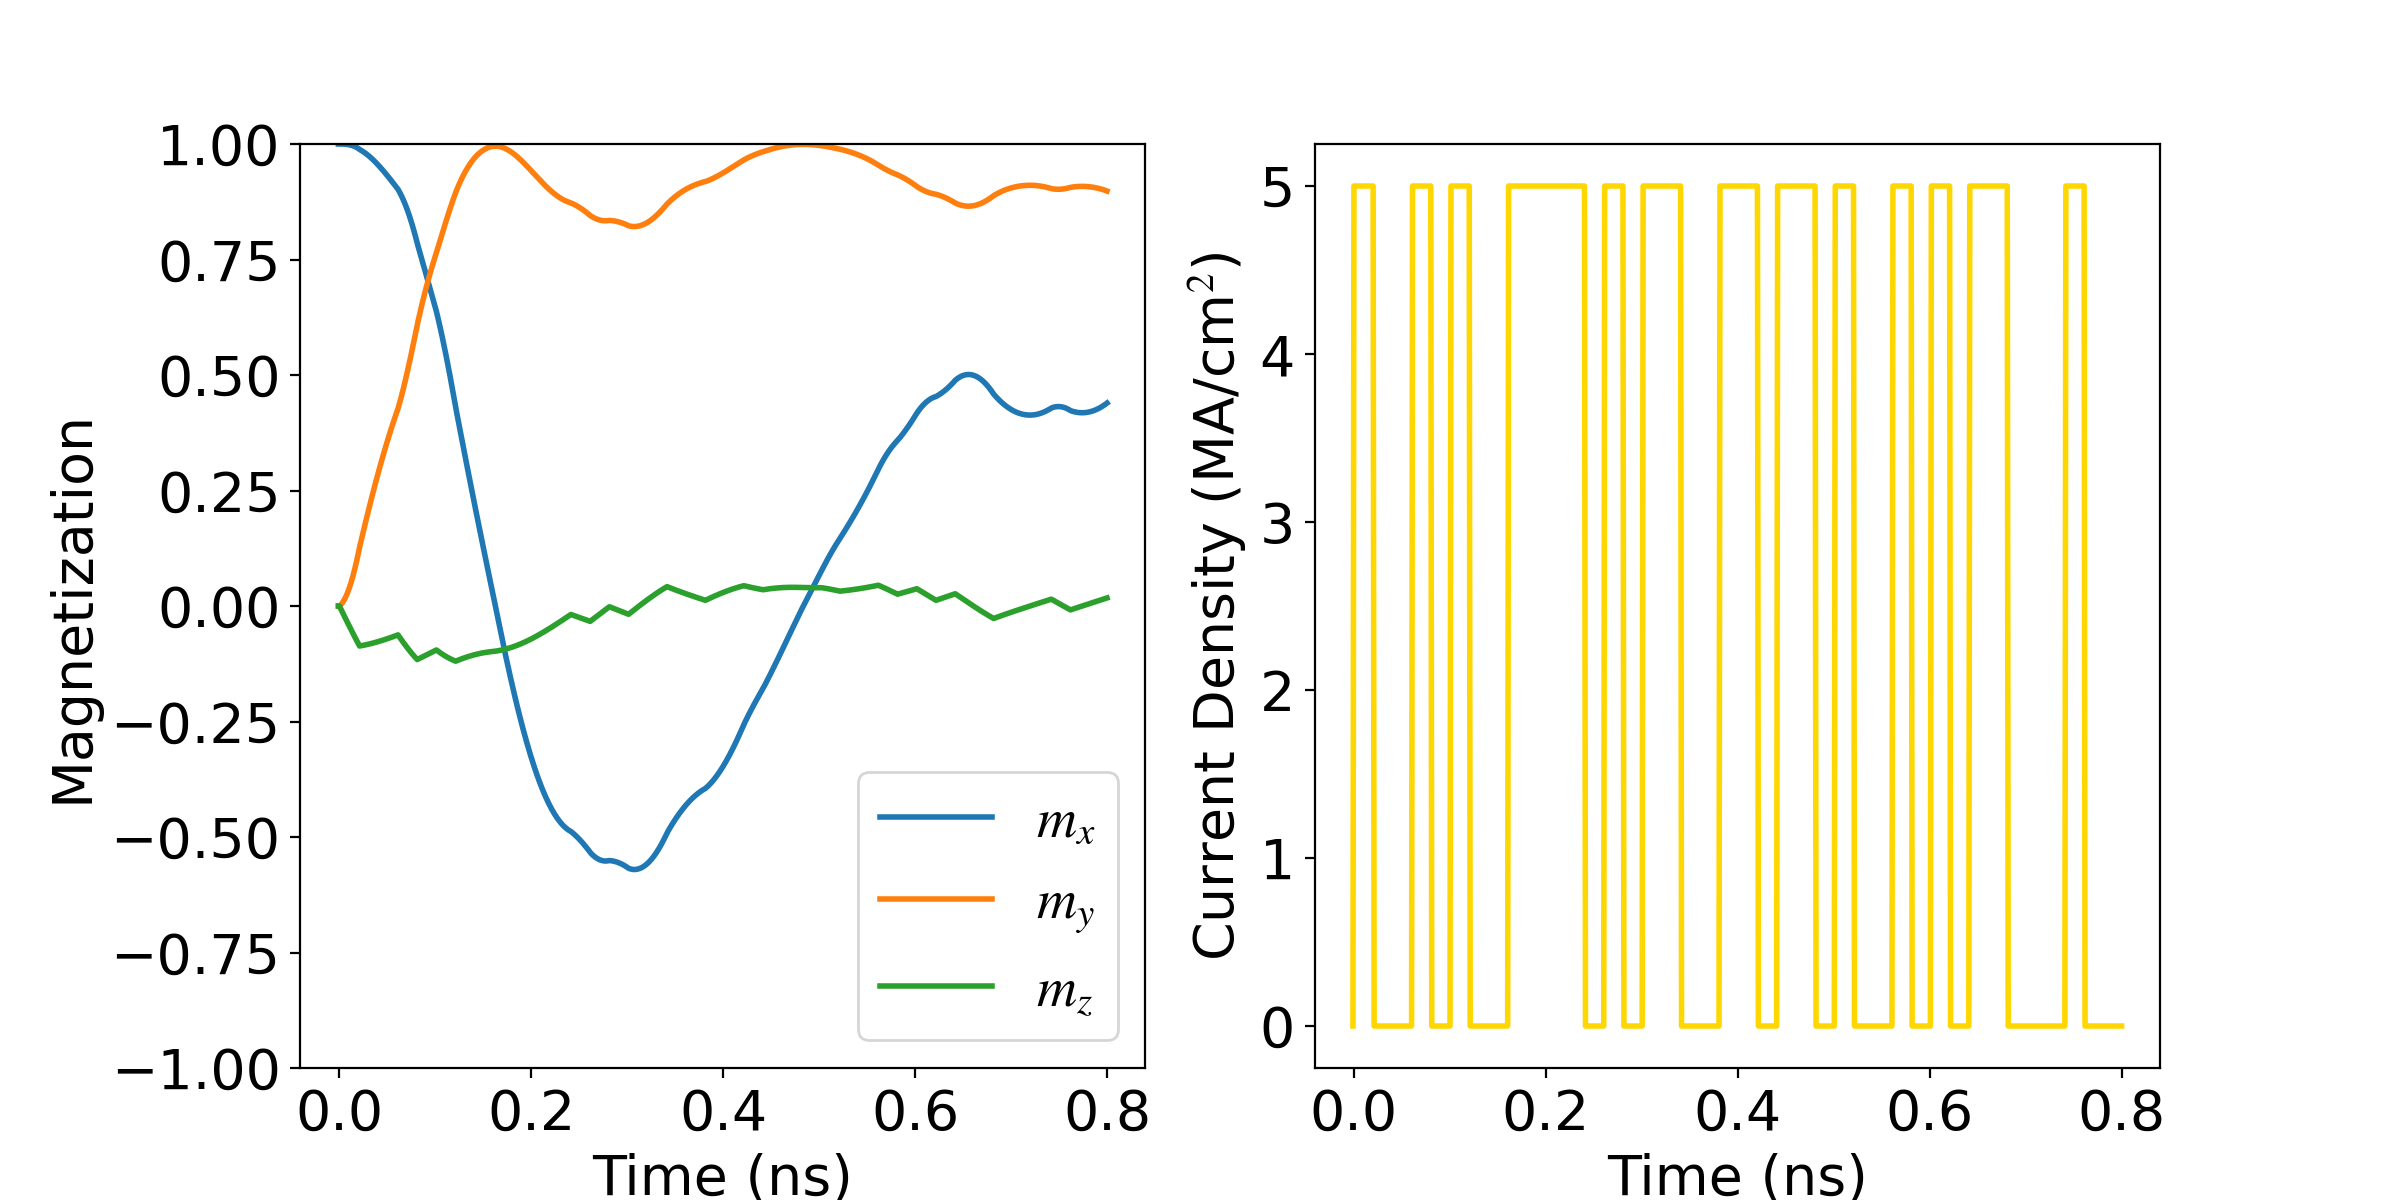 1.00
0.75
0.50
0.25
0.00
−0.25
−0.50
−0.75
−1.00
Magnetization
0.0 0.2 0.4 0.6 0.8
Time (ns)
m_x
m_y
m_z
5
4
3
2
1
0
Current Density (MA/cm²)
0.0 0.2 0.4 0.6 0.8
Time (ns)